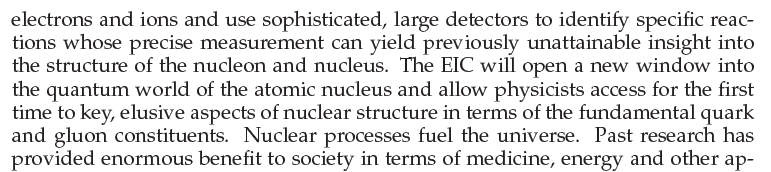 electrons and ions and use sophisticated, large detectors to identify specific reac-
tions whose precise measurement can yield previously unattainable insight into
the structure of the nucleon and nucleus. The EIC will open a new window into
the quantum world of the atomic nucleus and allow physicists access for the first
time to key, elusive aspects of nuclear structure in terms of the fundamental quark
and gluon constituents. Nuclear processes fuel the universe. Past research has
provided enormous benefit to society in terms of medicine, energy and other ap-